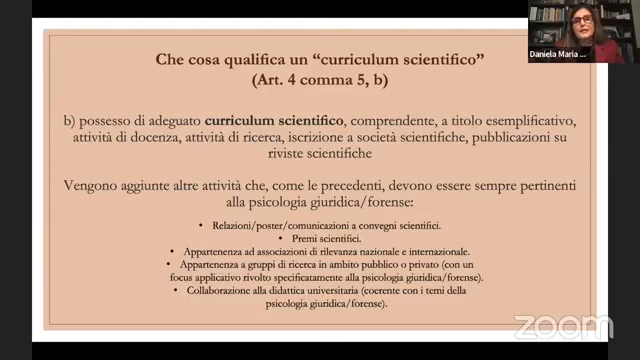 Che cosa qualifica un “curriculum scientifico”
(Art. 4 comma 5, b)
b) possesso di adeguato curriculum scientifico, comprendente, a titolo esemplificativo,
attività di docenza, attività di ricerca, iscrizione a società scientifiche, pubblicazioni su
riviste scientifiche
Vengono aggiunte altre attività che, come le precedenti, devono essere sempre pertinenti
alla psicologia giuridica/forense:
• Relazioni/poster/comunicazioni a convegni scientifici.
• Premi scientifici.
• Appartenenza ad associazioni di rilevanza nazionale e internazionale.
• Appartenenza a gruppi di ricerca in ambito pubblico o privato (con un
focus applicativo rivolto specificatamente alla psicologia giuridica/forense).
• Collaborazione alla didattica universitaria (coerente con i temi della
psicologia giuridica/forense).
Daniela Maria ...
zoom